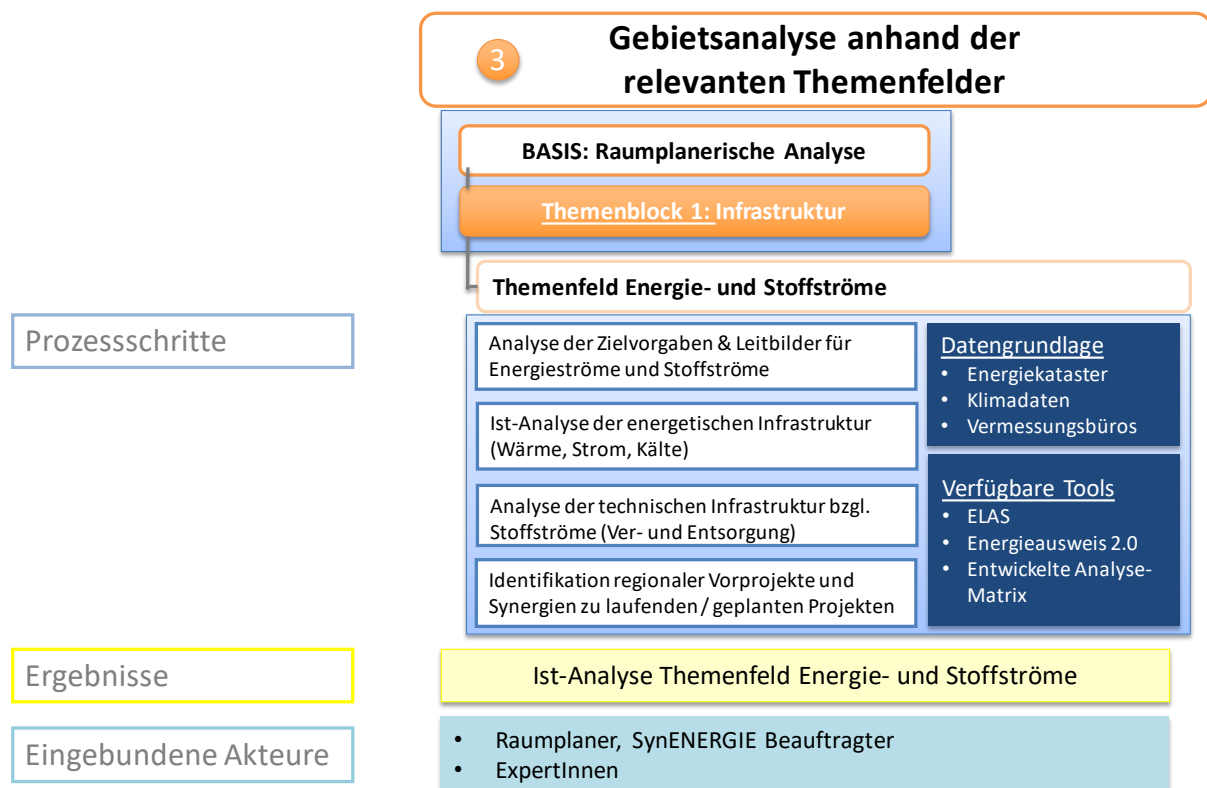 3
Gebietsanalyse anhand der
relevanten Themenfelder
BASIS: Raumplanerische Analyse
Themenblock 1: Infrastruktur
Themenfeld Energie- und Stoffströme
Prozessschritte
Analyse der Zielvorgaben & Leitbilder für
Energieströme und Stoffströme
Ist-Analyse der energetischen Infrastruktur
(Wärme, Strom, Kälte)
Analyse der technischen Infrastruktur bzgl.
Stoffströme (Ver- und Entsorgung)
Identifikation regionaler Vorprojekte und
Synergien zu laufenden / geplanten Projekten
Datengrundlage
• Energiekataster
• Klimadaten
• Vermessungsbüros
Verfügbare Tools
• ELAS
• Energieausweis 2.0
• Entwickelte Analyse-
Matrix
Ergebnisse
Ist-Analyse Themenfeld Energie- und Stoffströme
Eingebundene Akteure
• Raumplaner, SynENERGIE Beauftragter
• ExpertInnen